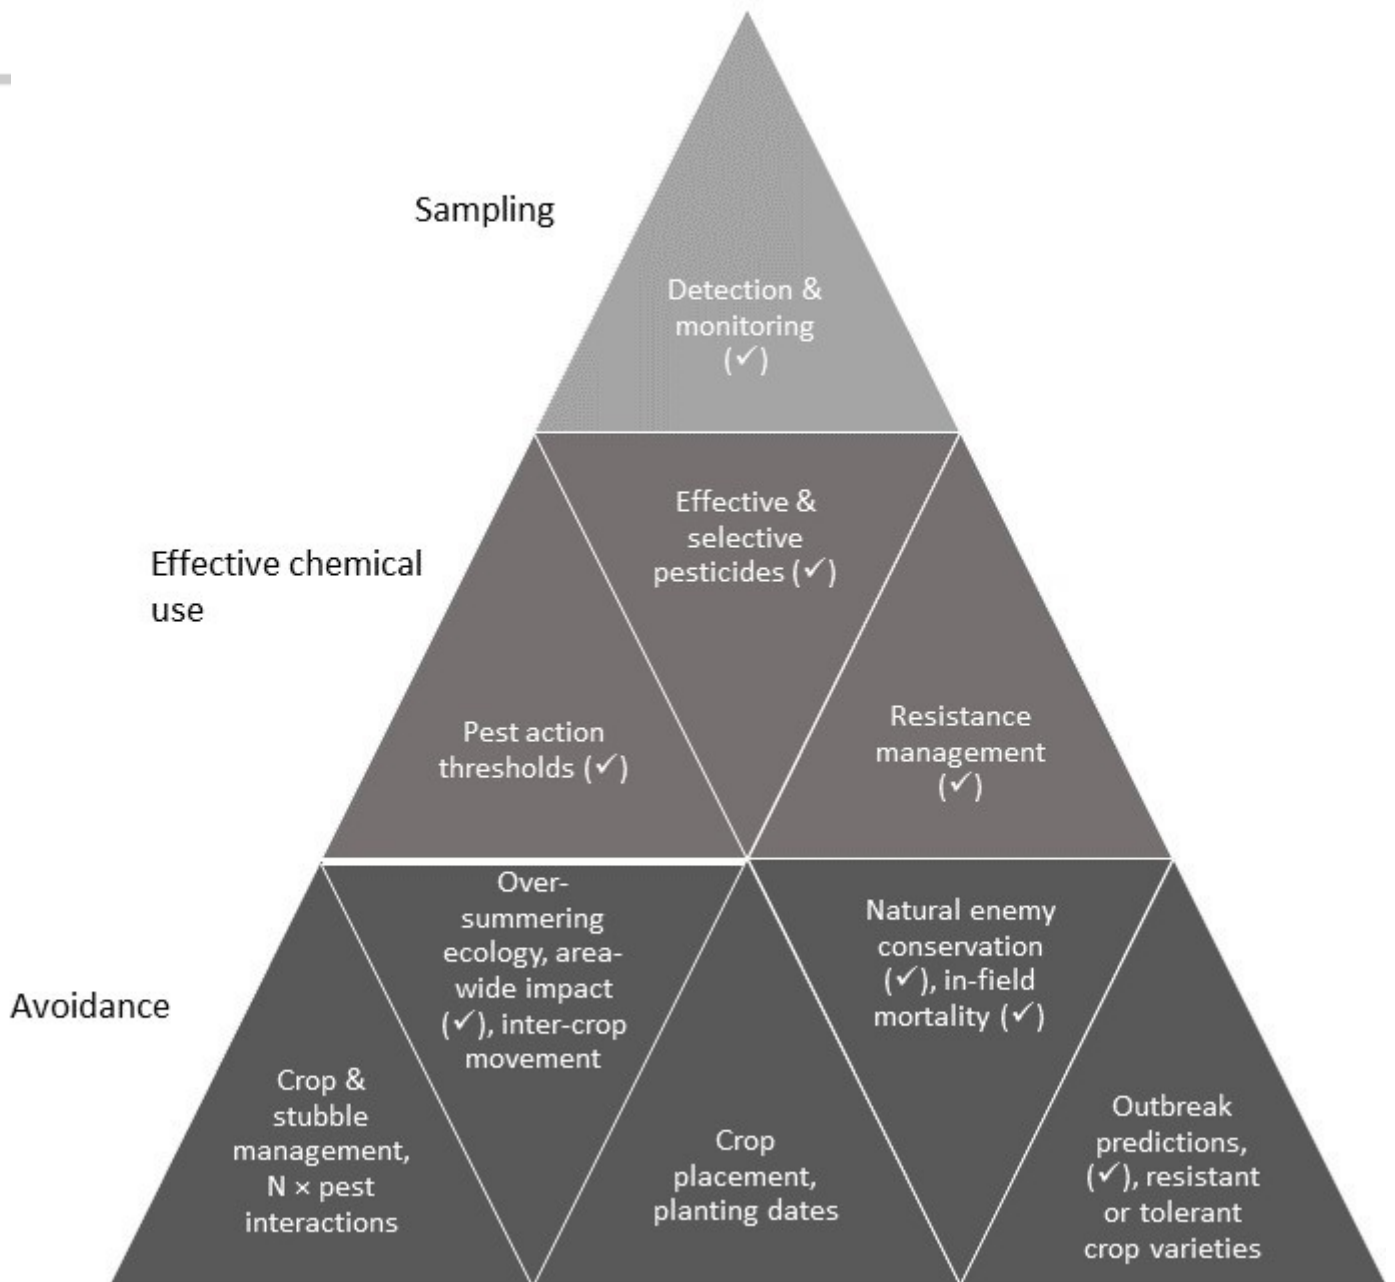 Sampling
Detection &
monitoring
(✓)
Effective chemical
use
Effective &
selective
pesticides (✓)
Pest action
thresholds (✓)
Resistance
management
(✓)
Avoidance
Crop &
stubble
management,
N × pest
interactions
Over-
summering
ecology, area-
wide impact
(✓), inter-crop
movement
Crop
placement,
planting dates
Natural enemy
conservation
(✓), in-field
mortality (✓)
Outbreak
predictions,
(✓), resistant
or tolerant
crop varieties